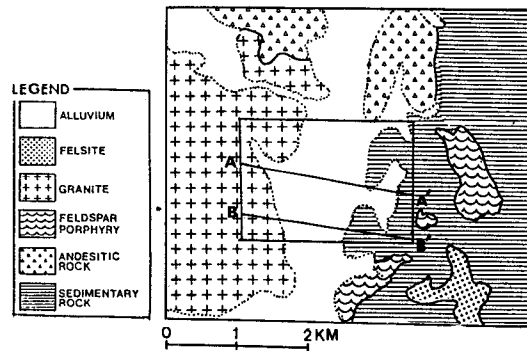 LEGEND
ALLUVIUM
FELSITE
GRANITE
FELDSPAR
PORPHYRY
ANDESITIC
ROCK
SEDIMENTARY
ROCK
A
A'
B
B'
0 1 2 KM